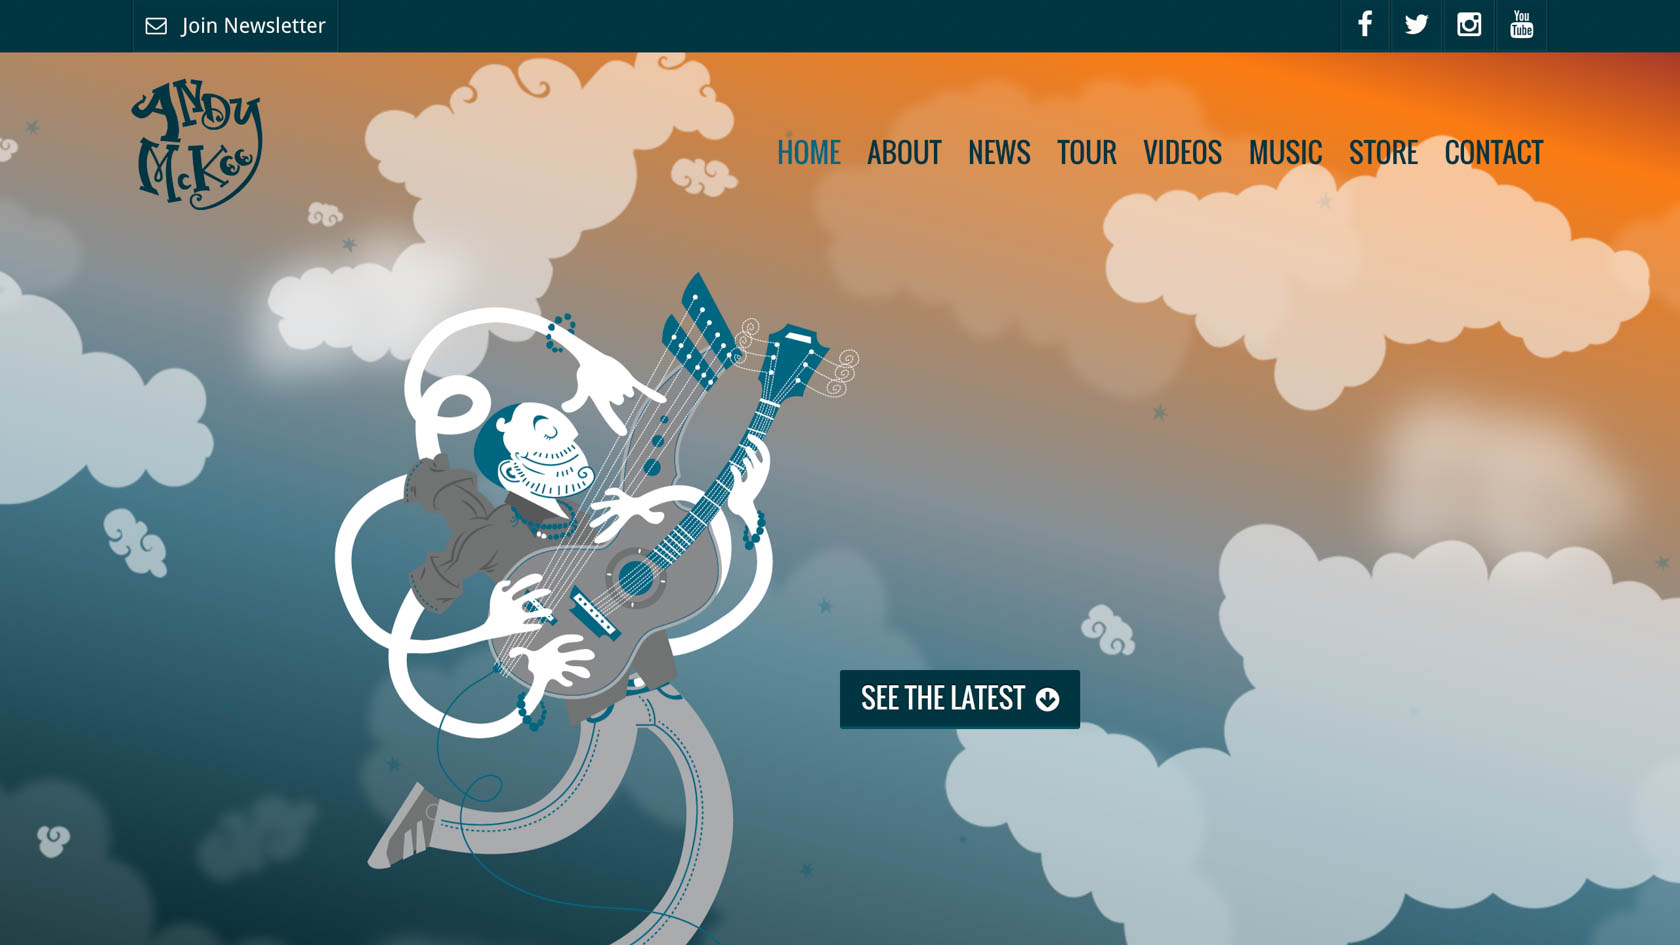 Join Newsletter
You
Tube
ANDY
MCKEE
HOME ABOUT NEWS TOUR VIDEOS MUSIC STORE CONTACT
SEE THE LATEST